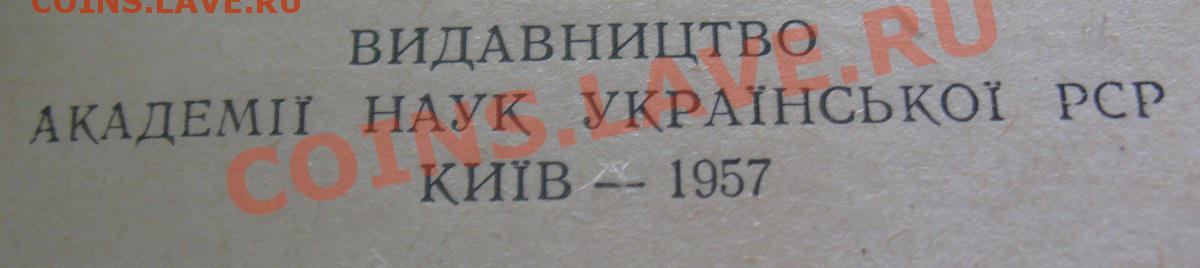 COINS.LAVE.RU
ВИДАВНИЦТВО
АКАДЕМІЇ НАУК УКРАЇНСЬКОЇ РСР
КИЇВ — 1957
COINS.LAVE.RU